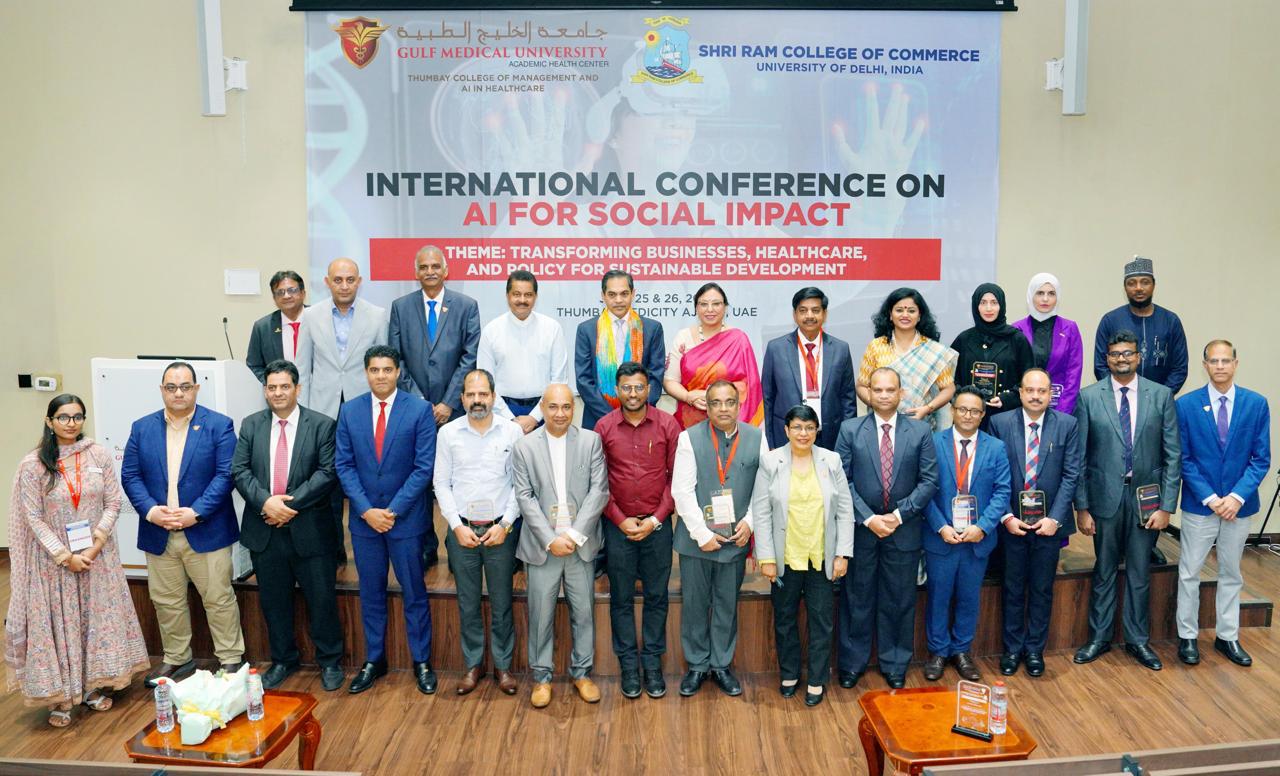 جامعة الخليج الطبية
GULF MEDICAL UNIVERSITY
ACADEMIC HEALTH CENTER
THUMBAY COLLEGE OF MANAGEMENT AND
AI IN HEALTHCARE
SHRI RAM COLLEGE OF COMMERCE
UNIVERSITY OF DELHI, INDIA
INTERNATIONAL CONFERENCE ON
AI FOR SOCIAL IMPACT
THEME: TRANSFORMING BUSINESSES, HEALTHCARE,
AND POLICY FOR SUSTAINABLE DEVELOPMENT
25 & 26,
THUMBAY MEDICITY UAE